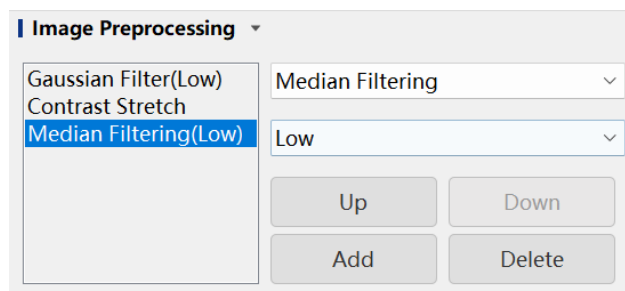 Image Preprocessing
Gaussian Filter(Low)
Contrast Stretch
Median Filtering(Low)
Median Filtering
Low
Up
Down
Add
Delete